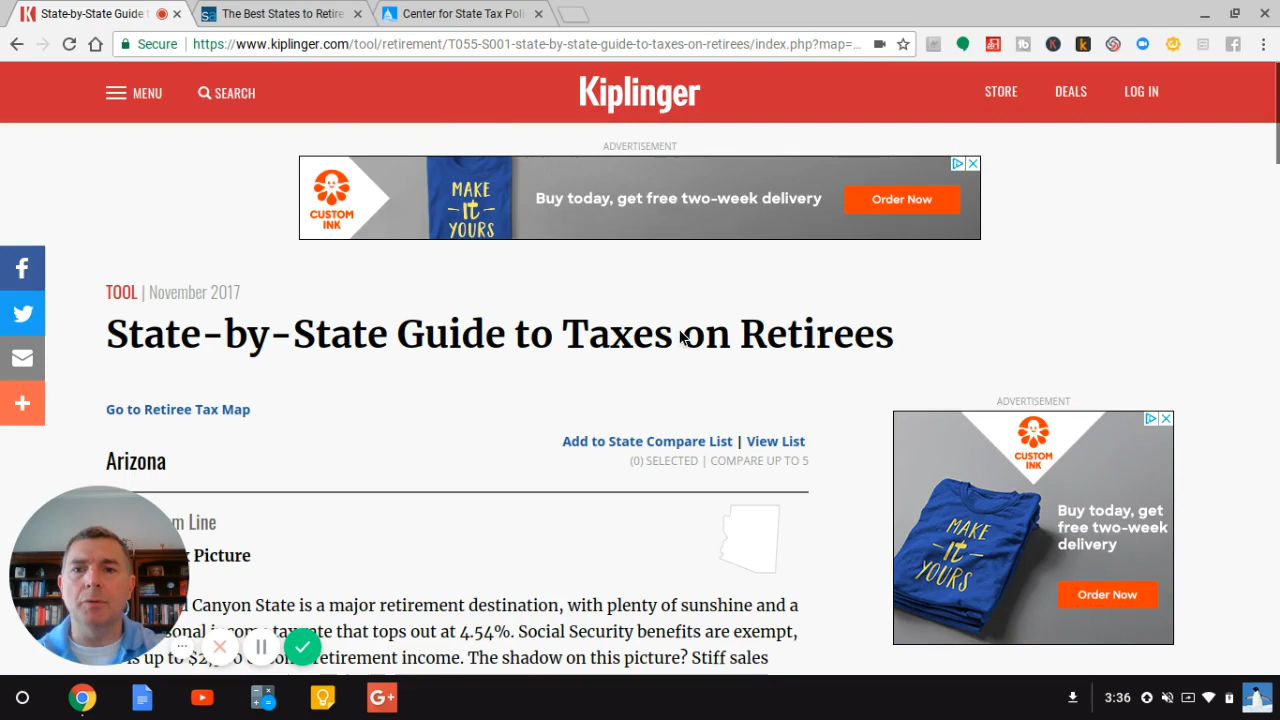 State-by-State Guide t
The Best States to Retire
Center for State Tax Poli
Secure
https://www.kiplinger.com/tool/retirement/T055-S001-state-by-state-guide-to-taxes-on-retirees/index.php?map=...
MENU
SEARCH
Kiplinger
STORE
DEALS
LOG IN
ADVERTISEMENT
CUSTOM
INK
MAKE
it
YOURS
Buy today, get free two-week delivery
Order Now
TOOL | November 2017
State-by-State Guide to Taxes on Retirees
Go to Retiree Tax Map
Add to State Compare List | View List
(0) SELECTED | COMPARE UP TO 5
Arizona
ADVERTISEMENT
CUSTOM
INK
MAKE
it
YOURS
Buy today, get
free two-week
delivery
Order Now
m Line
Picture
Canyon State is a major retirement destination, with plenty of sunshine and a
tops out at 4.54%. Social Security benefits are exempt,
is up to retirement income. The shadow on this picture? Stiff sales
3:36